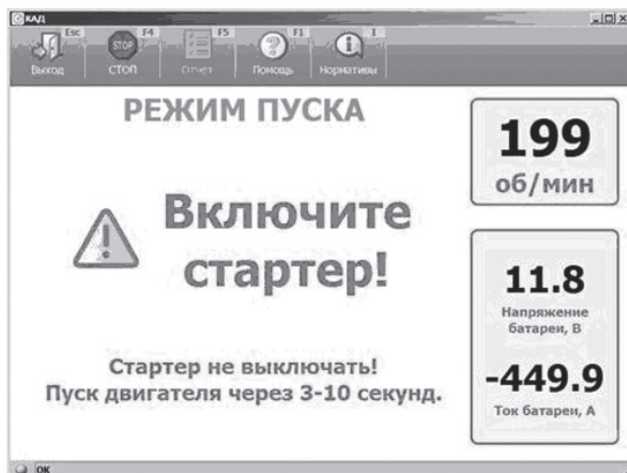 КАД
Esc
F4
F5
F1
I
STOP
Выход
СТОП
Отчет
Помощь
Нормативы
РЕЖИМ ПУСКА
199
об/мин
Включите
стартер!
11.8
Напряжение
батареи, В
-449.9
Ток батареи, А
Стартер не выключать!
Пуск двигателя через 3-10 секунд.
OK